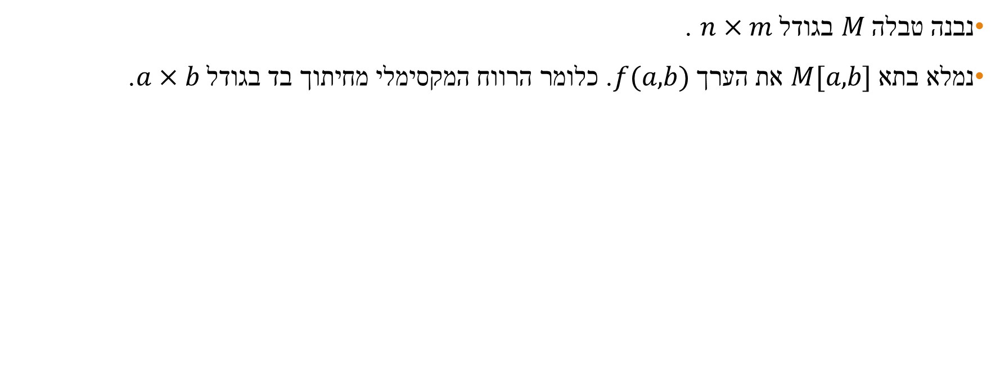 •נבנה טבלה M בגודל n × m .
•נמלא בתא M[a,b] את הערך f(a,b). כלומר הרווח המקסימלי מחיתוך בד בגודל a × b.